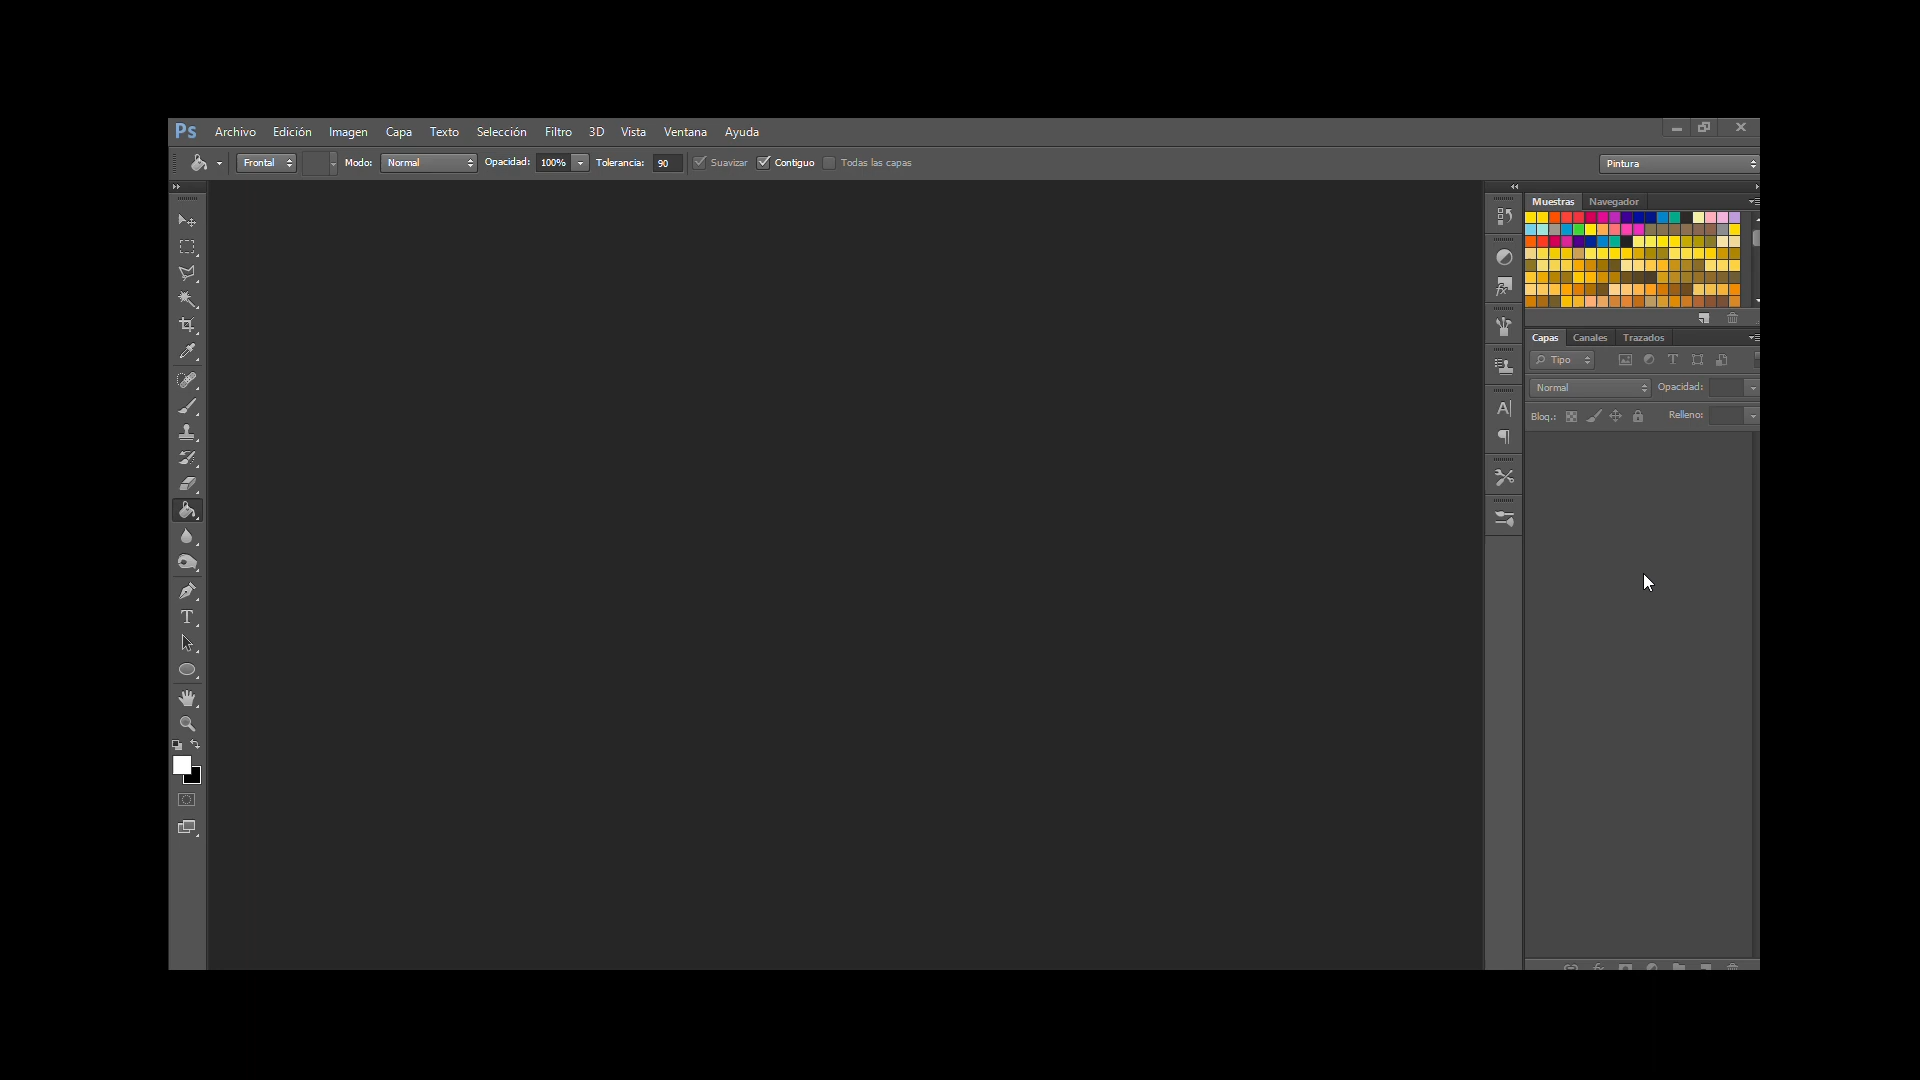 Ps Archivo Edición Imagen Capa Texto Selección Filtro 3D Vista Ventana Ayuda
Frontal Modo: Normal Opacidad: 100% Tolerancia: 90 Suavizar Contiguo Todas las capas Pintura
Muestras Navegador
Capas Canales Trazados
Tipo
Normal Opacidad:
Bloq.: Relleno: